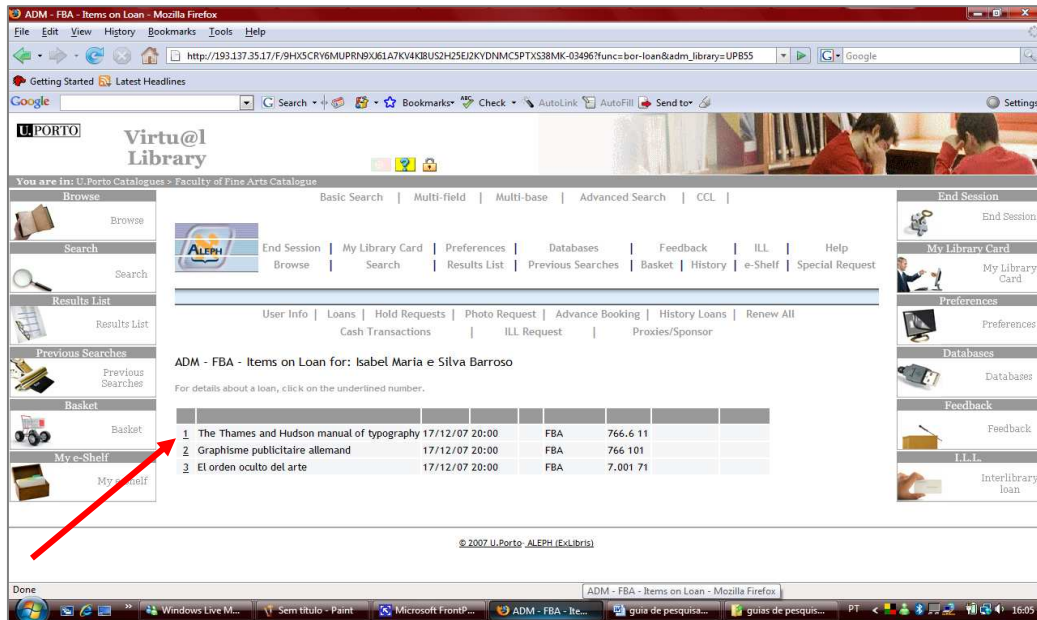 ADM - FBA - Items on Loan - Mozilla Firefox
File Edit View History Bookmarks Tools Help
http://193.137.35.17/F/9HX5CRY6MUPRN9XJ61A7KV4KI8US2H25EJ2KYDNMC5PTXS38MK-03496?func=bor-loan&adm_library=UPB55
Google
Getting Started Latest Headlines
Google Search Bookmarks Check AutoLink AutoFill Send to Settings
U.PORTO
Virtu@l
Library
You are in: U.Porto Catalogues > Faculty of Fine Arts Catalogue
Browse
Browse
Search
Search
Results List
Results List
Previous Searches
Previous
Searches
Basket
Basket
My e-Shelf
My e-Shelf
Basic Search | Multi-field | Multi-base | Advanced Search | CCL |
ALEPH
End Session | My Library Card | Preferences | Databases | Feedback | ILL | Help
Browse | Search | Results List | Previous Searches | Basket | History | e-Shelf | Special Request
User Info | Loans | Hold Requests | Photo Request | Advance Booking | History Loans | Renew All
Cash Transactions | ILL Request | Proxies/Sponsor
ADM - FBA - Items on Loan for: Isabel Maria e Silva Barroso
For details about a loan, click on the underlined number.
1 The Thames and Hudson manual of typography 17/12/07 20:00 FBA 766.6 11
2 Graphisme publicitaire allemand 17/12/07 20:00 FBA 766 101
3 El orden oculto del arte 17/12/07 20:00 FBA 7.001 71
End Session
End Session
My Library Card
My Library
Card
Preferences
Preferences
Databases
Databases
Feedback
Feedback
I.L.L.
Interlibrary
loan
© 2007 U.Porto- ALEPH (ExLibris)
Done
ADM - FBA - Items on Loan - Mozilla Firefox
Windows Live M... Sem título - Paint Microsoft FrontP... ADM - FBA - Ite... guia de pesquisa... guias de pesquis... PT 16:05